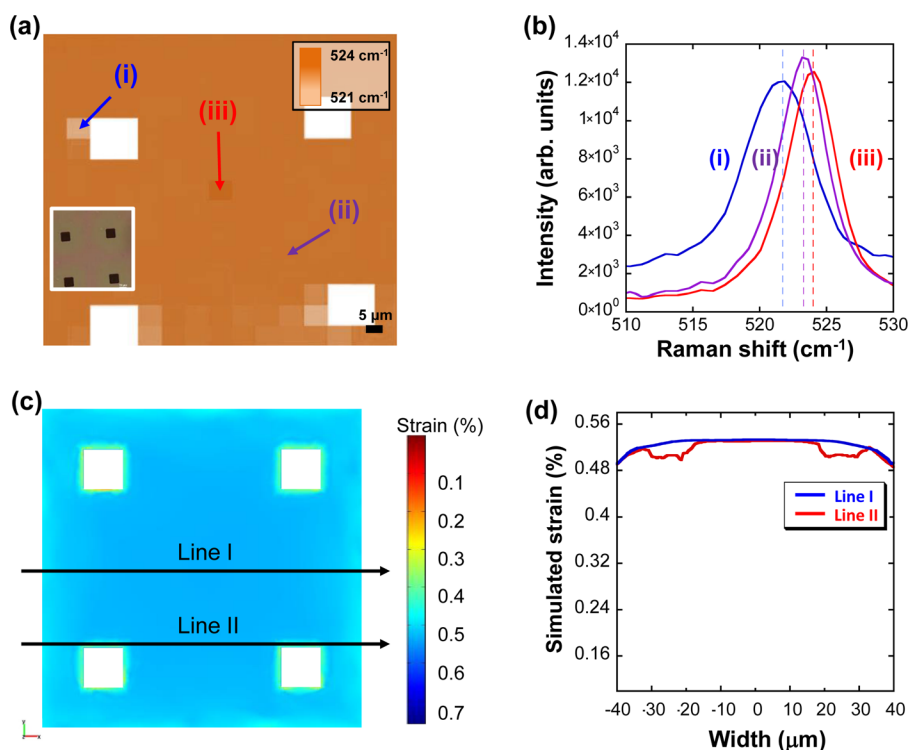 (a)
524 cm-1
521 cm-1
(i)
(iii)
(ii)
5 μm
(b)
Intensity (arb. units)
1.4×10⁴
1.2×10⁴
1×10⁴
8×10³
6×10³
4×10³
2×10³
0×10⁰
(i)
(ii)
(iii)
510
515
520
525
530
Raman shift (cm-1)
(c)
Strain (%)
0.1
0.2
0.3
0.4
0.5
0.6
0.7
Line I
Line II
(d)
Simulated strain (%)
0.56
0.48
0.4
0.32
0.24
0.16
Line I
Line II
-40
-30
-20
-10
0
10
20
30
40
Width (μm)